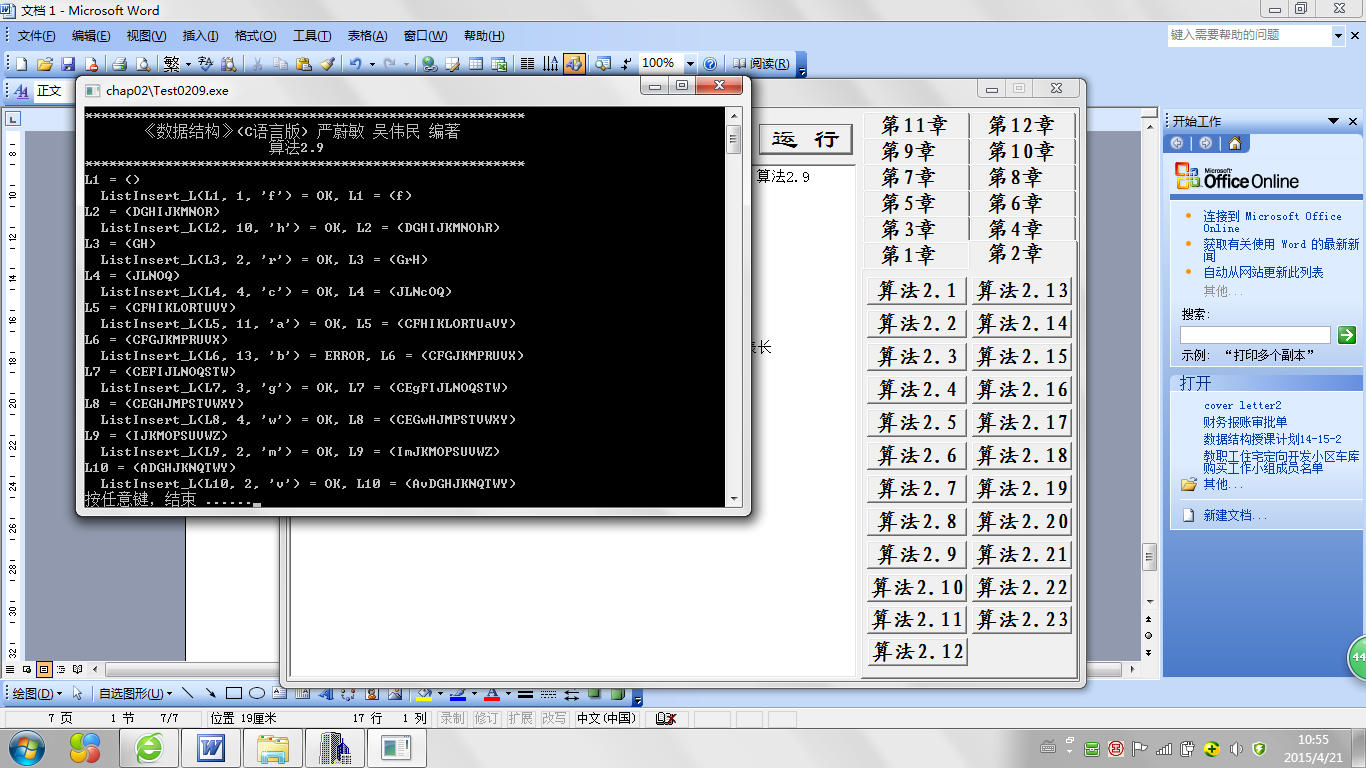 文档 1 - Microsoft Word
文件(F) 编辑(E) 视图(V) 插入(I) 格式(O) 工具(T) 表格(A) 窗口(W) 帮助(H)
键入需要帮助的问题
繁 100% 阅读(R)
正文
chap02\Test0209.exe
************************************************************
《数据结构》(C语言版) 严蔚敏 吴伟民 编著
算法2.9
************************************************************
L1 = ()
ListInsert_L(L1, 1, 'f') = OK, L1 = (f)
L2 = (DGHIJKMNOR)
ListInsert_L(L2, 10, 'h') = OK, L2 = (DGHIJKMNOhR)
L3 = (GH)
ListInsert_L(L3, 2, 'r') = OK, L3 = (GrH)
L4 = (JLNOQ)
ListInsert_L(L4, 4, 'c') = OK, L4 = (JLNcOQ)
L5 = (CFHIKLORTUVY)
ListInsert_L(L5, 11, 'a') = OK, L5 = (CFHIKLORTUaVY)
L6 = (CFGJKMPRUVX)
ListInsert_L(L6, 13, 'b') = ERROR, L6 = (CFGJKMPRUVX)
L7 = (CEFIJLNOQSTW)
ListInsert_L(L7, 3, 'g') = OK, L7 = (CEgFIJLNOQSTW)
L8 = (CEGHJMPSTVWXY)
ListInsert_L(L8, 4, 'w') = OK, L8 = (CEGwHJMPSTVWXY)
L9 = (IJKMOPSUVWZ)
ListInsert_L(L9, 2, 'm') = OK, L9 = (ImJKMOPSUVWZ)
L10 = (ADGHJKNQTWY)
ListInsert_L(L10, 2, 'v') = OK, L10 = (AvDGHJKNQTWY)
按任意键，结束 ......
运 行
算法2.9
表长
第11章 第12章
第9章 第10章
第7章 第8章
第5章 第6章
第3章 第4章
第1章 第2章
算法2.1 算法2.13
算法2.2 算法2.14
算法2.3 算法2.15
算法2.4 算法2.16
算法2.5 算法2.17
算法2.6 算法2.18
算法2.7 算法2.19
算法2.8 算法2.20
算法2.9 算法2.21
算法2.10 算法2.22
算法2.11 算法2.23
算法2.12
开始工作
Microsoft
Office Online
连接到 Microsoft Office
Online
获取有关使用 Word 的最新新
闻
自动从网站更新此列表
其他...
搜索:
示例: “打印多个副本”
打开
cover letter2
财务报账审批单
数据结构授课计划14-15-2
教职工住宅定向开发小区车库
购买工作小组成员名单
其他...
新建文档...
8 10 12 14 16 18 20 22 24 26 28 30 32
44
绘图(D) 自选图形(U)
7 页 1 节 7/7 位置 19厘米 17 行 1 列 录制 修订 扩展 改写 中文(中国)
10:55
2015/4/21